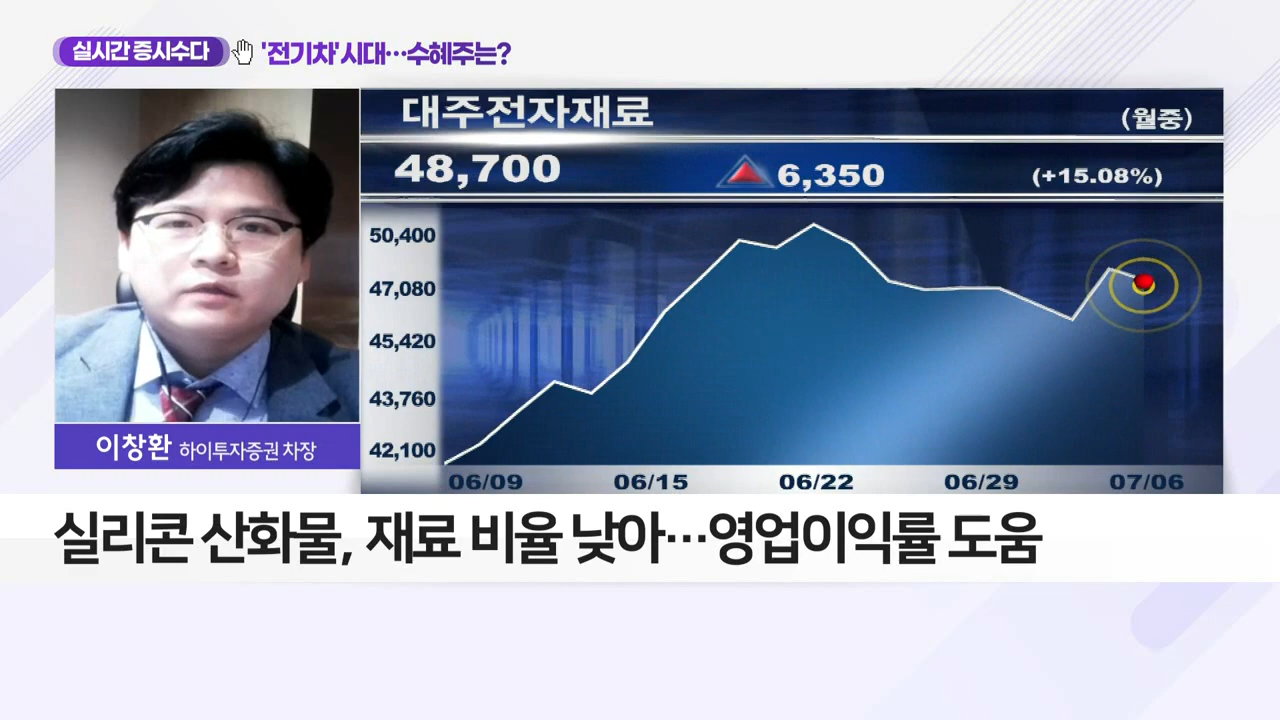 실시간 증시수다 '전기차' 시대…수혜주는?
대주전자재료 (월중)
48,700 6,350 (+15.08%)
50,400
47,080
45,420
43,760
42,100
06/09 06/15 06/22 06/29 07/06
이창환 하이투자증권 차장
실리콘 산화물, 재료 비율 낮아…영업이익률 도움